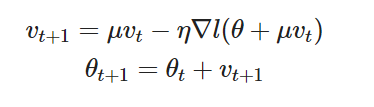 v_{t+1} = μv_t − η∇l(θ + μv_t)
θ_{t+1} = θ_t + v_{t+1}